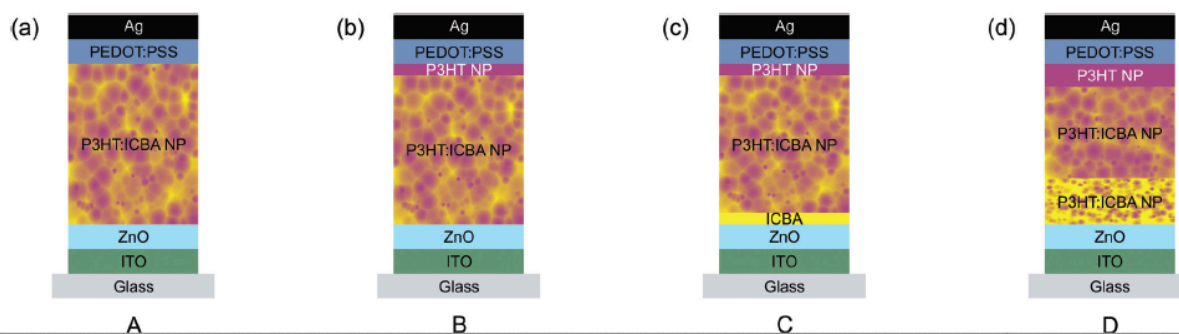 (a)
Ag
PEDOT:PSS
P3HT:ICBA NP
ZnO
ITO
Glass
A
(b)
Ag
PEDOT:PSS
P3HT NP
P3HT:ICBA NP
ZnO
ITO
Glass
B
(c)
Ag
PEDOT:PSS
P3HT NP
P3HT:ICBA NP
ICBA
ZnO
ITO
Glass
C
(d)
Ag
PEDOT:PSS
P3HT NP
P3HT:ICBA NP
P3HT:ICBA NP
ZnO
ITO
Glass
D